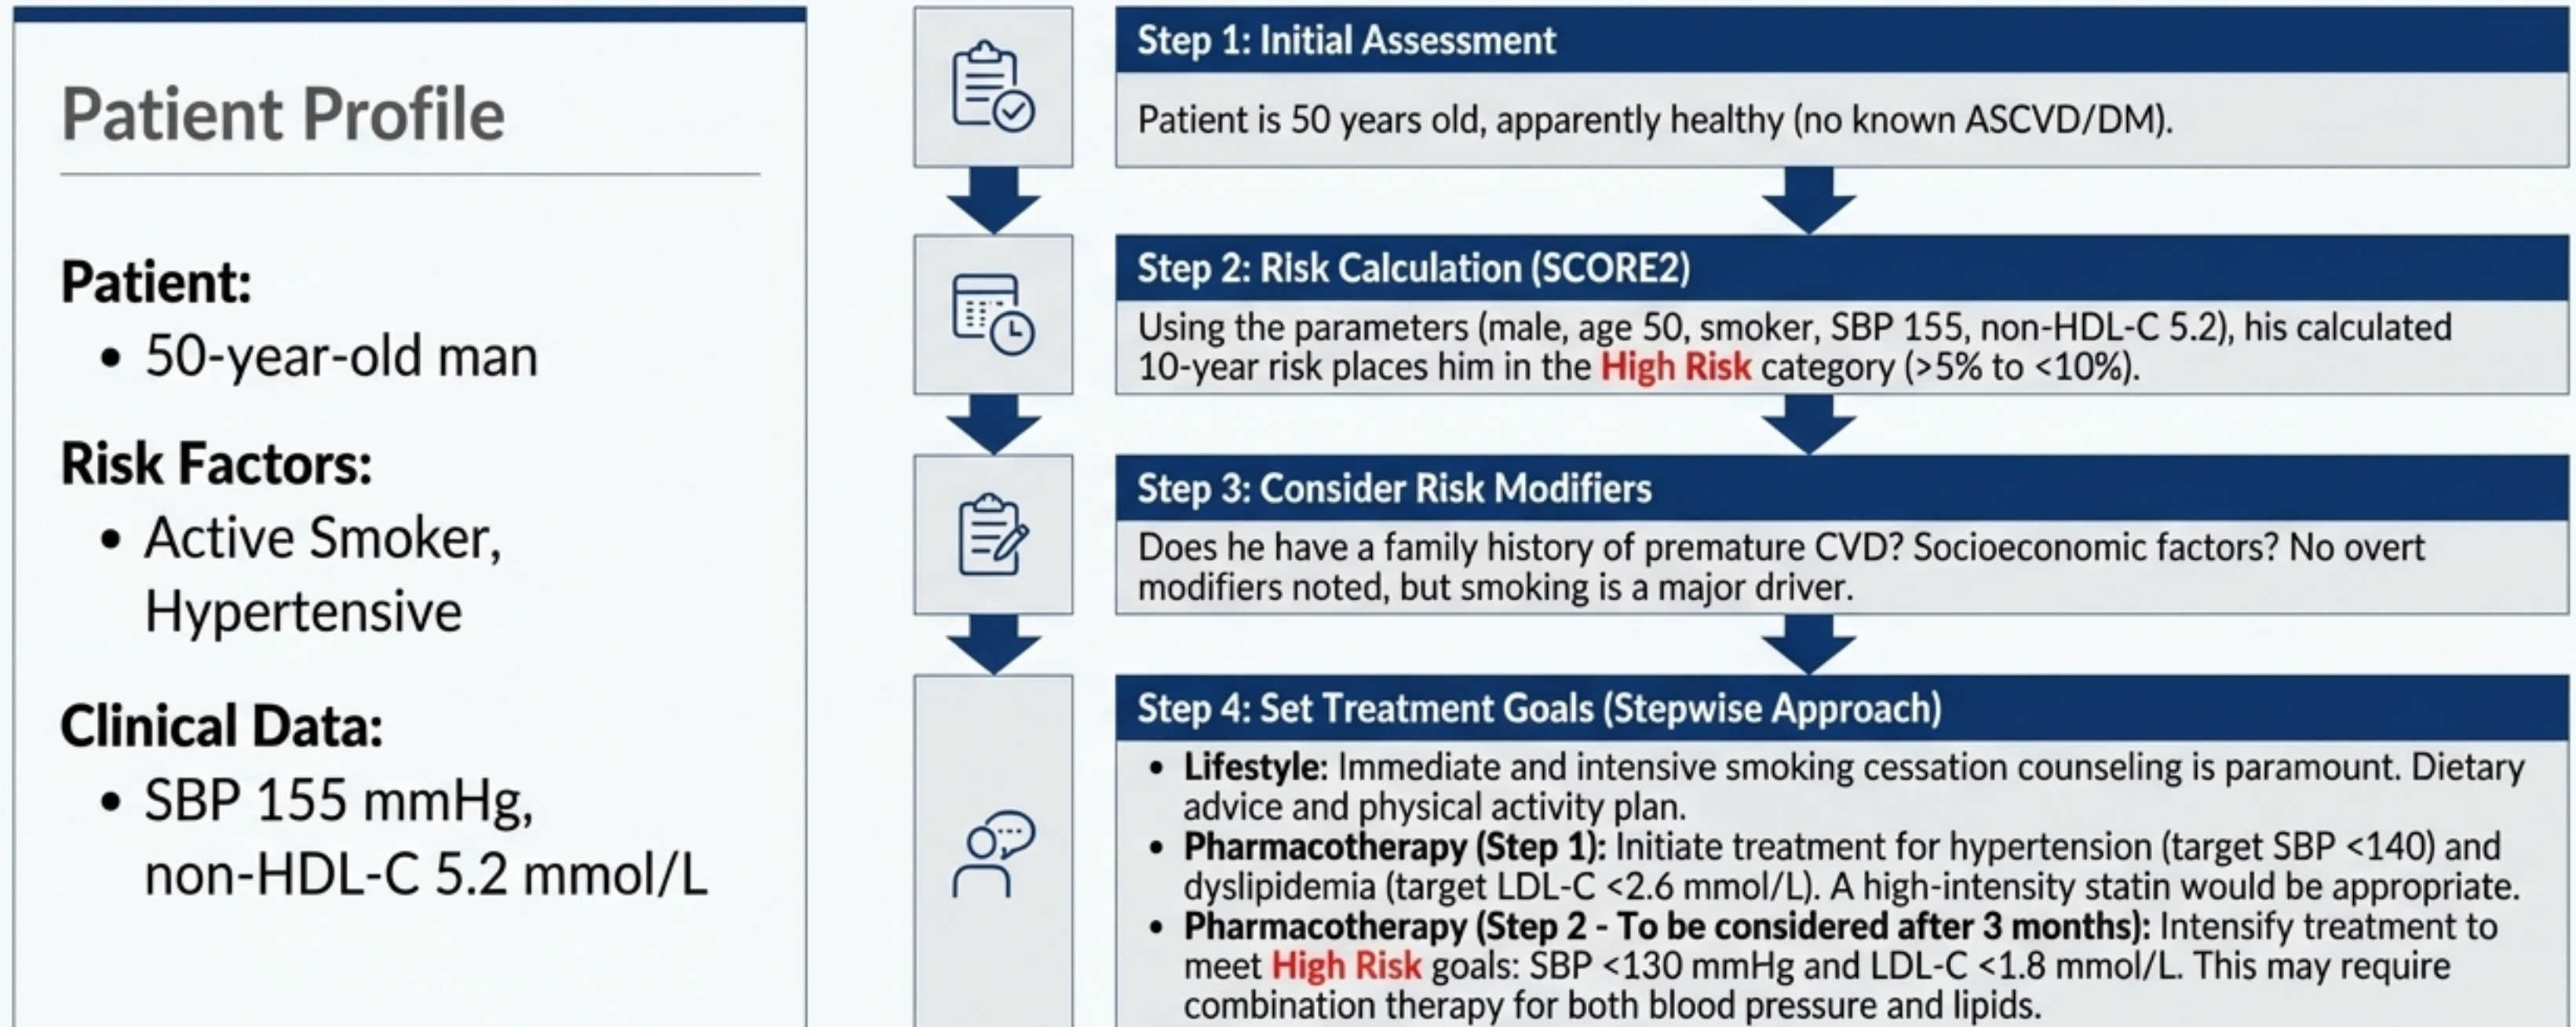 Patient Profile
Patient:
• 50-year-old man
Risk Factors:
• Active Smoker,
Hypertensive
Clinical Data:
• SBP 155 mmHg,
non-HDL-C 5.2 mmol/L
Step 1: Initial Assessment
Patient is 50 years old, apparently healthy (no known ASCVD/DM).
Step 2: Risk Calculation (SCORE2)
Using the parameters (male, age 50, smoker, SBP 155, non-HDL-C 5.2), his calculated
10-year risk places him in the High Risk category (>5% to <10%).
Step 3: Consider Risk Modifiers
Does he have a family history of premature CVD? Socioeconomic factors? No overt
modifiers noted, but smoking is a major driver.
Step 4: Set Treatment Goals (Stepwise Approach)
• Lifestyle: Immediate and intensive smoking cessation counseling is paramount. Dietary
advice and physical activity plan.
• Pharmacotherapy (Step 1): Initiate treatment for hypertension (target SBP <140) and
dyslipidemia (target LDL-C <2.6 mmol/L). A high-intensity statin would be appropriate.
• Pharmacotherapy (Step 2 - To be considered after 3 months): Intensify treatment to
meet High Risk goals: SBP <130 mmHg and LDL-C <1.8 mmol/L. This may require
combination therapy for both blood pressure and lipids.